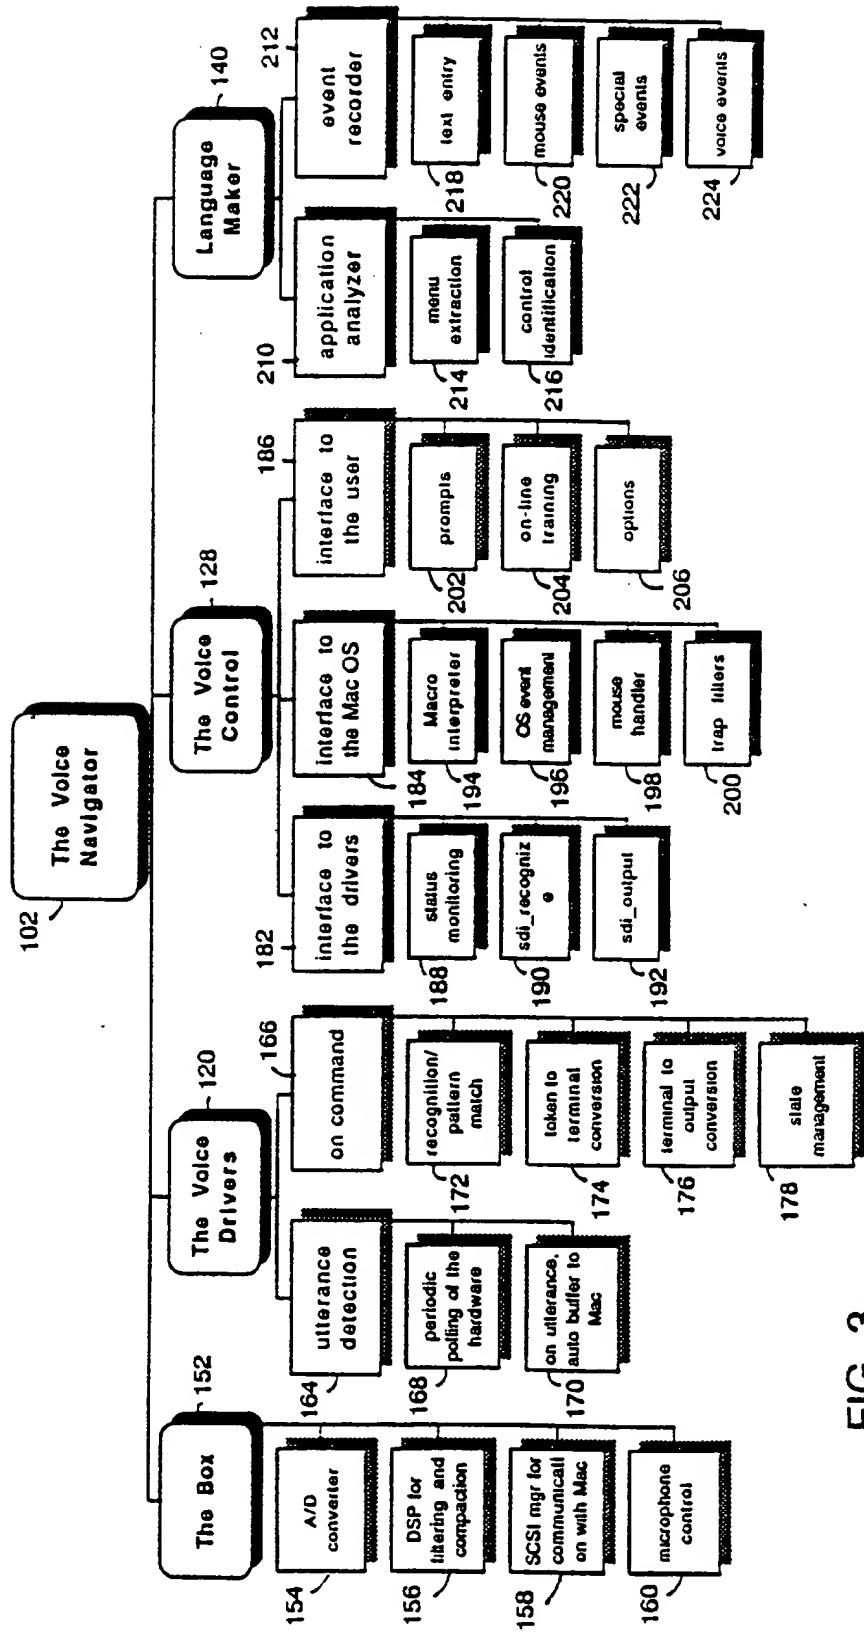 102
The Voice
Navigator
152
The Box
154
A/D
converter
156
DSP for
filtering and
compaction
158
SCSI mgr for
communicati
on with Mac
160
microphone
control
120
The Voice
Drivers
164
utterance
detection
168
periodic
polling of the
hardware
170
on utterance,
auto buffer to
Mac
166
on command
172
recognition/
pattern
match
174
token to
terminal
conversion
176
terminal to
output
conversion
178
state
management
128
The Voice
Control
182
interface to
the drivers
188
status
monitoring
190
sdi_recogniz
e
192
sdi_output
184
interface to
the Mac OS
194
Macro
interpreter
196
OS event
management
198
mouse
handler
200
trap filters
186
interface to
the user
202
prompts
204
on-line
training
206
options
140
Language
Maker
210
application
analyzer
214
menu
extraction
216
control
identification
212
event
recorder
218
text entry
220
mouse events
222
special
events
224
voice events
FIG. 3